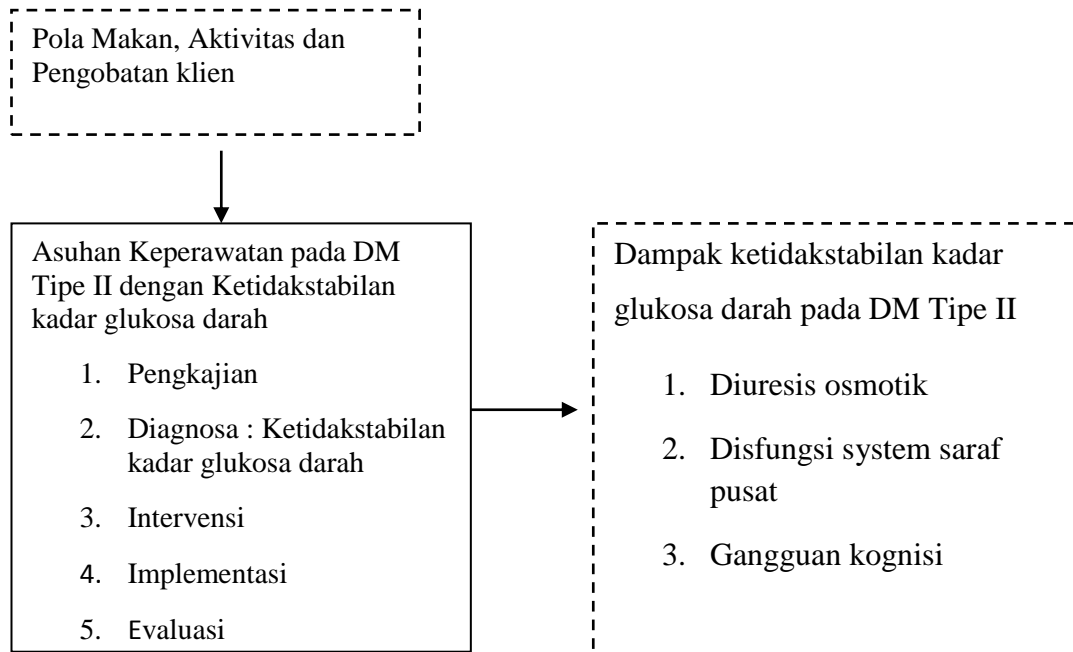 Pola Makan, Aktivitas dan
Pengobatan klien
Asuhan Keperawatan pada DM
Tipe II dengan Ketidakstabilan
kadar glukosa darah
1. Pengkajian
2. Diagnosa : Ketidakstabilan
kadar glukosa darah
3. Intervensi
4. Implementasi
5. Evaluasi
Dampak ketidakstabilan kadar
glukosa darah pada DM Tipe II
1. Diuresis osmotik
2. Disfungsi system saraf
pusat
3. Gangguan kognisi